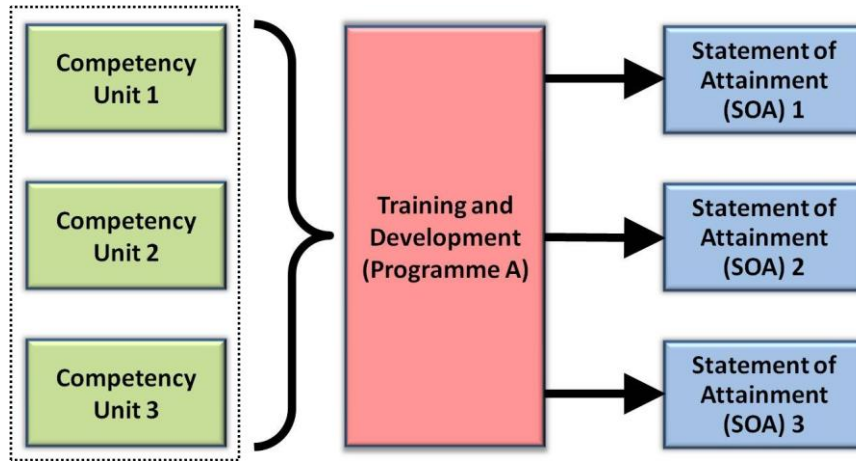 Competency
Unit 1
Competency
Unit 2
Competency
Unit 3
Training and
Development
(Programme A)
Statement of
Attainment
(SOA) 1
Statement of
Attainment
(SOA) 2
Statement of
Attainment
(SOA) 3